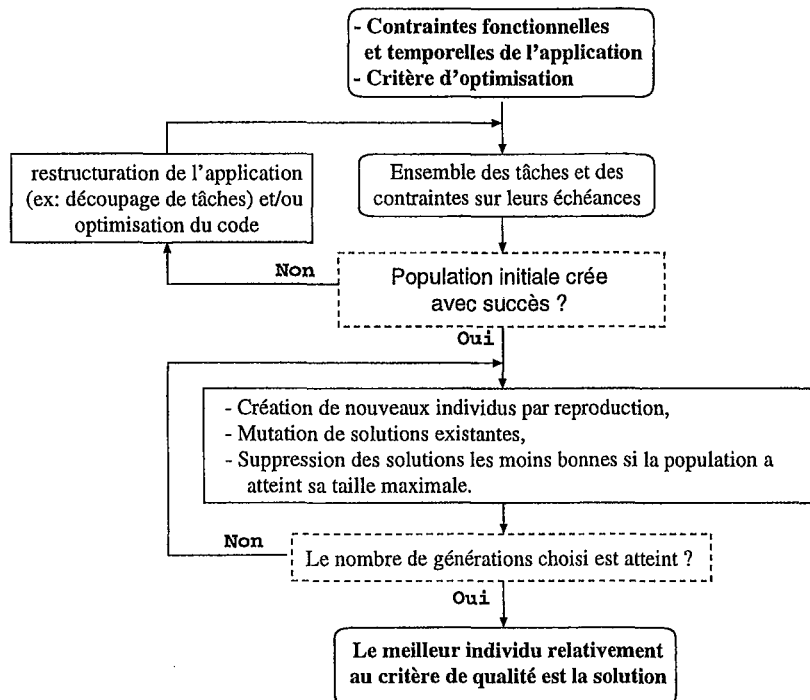 - Contraintes fonctionnelles
et temporelles de l'application
- Critère d'optimisation
restructuration de l'application
(ex: découpage de tâches) et/ou
optimisation du code
Ensemble des tâches et des
contraintes sur leurs échéances
Non
Population initiale crée
avec succès ?
Oui
- Création de nouveaux individus par reproduction,
- Mutation de solutions existantes,
- Suppression des solutions les moins bonnes si la population a
atteint sa taille maximale.
Non
Le nombre de générations choisi est atteint ?
Oui
Le meilleur individu relativement
au critère de qualité est la solution